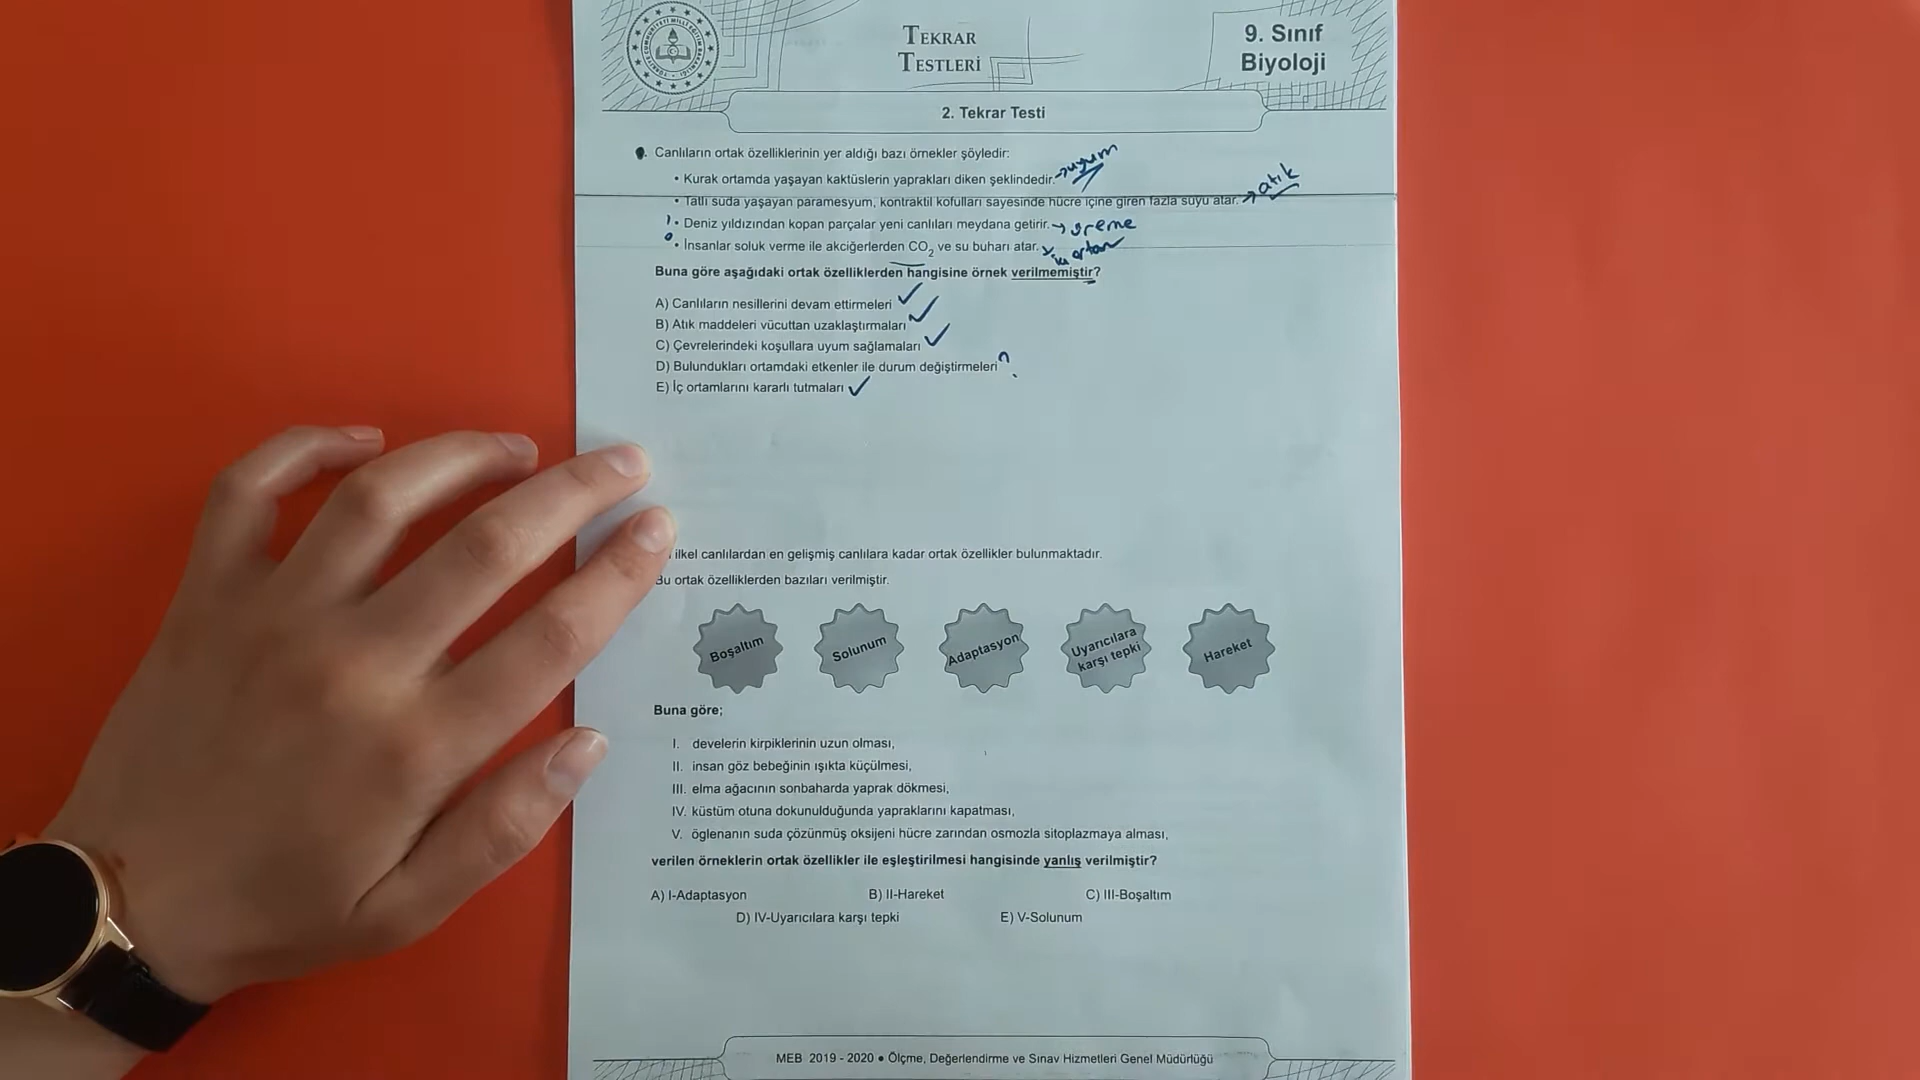 TEKRAR
TESTLERİ
9. Sınıf
Biyoloji
2. Tekrar Testi
Canlıların ortak özelliklerinin yer aldığı bazı örnekler şöyledir:
• Kurak ortamda yaşayan kaktüslerin yaprakları diken şeklindedir. → uyum
• Tatlı suda yaşayan paramesyum, kontraktil kofulları sayesinde hücre içine giren fazla suyu atar. → atık
• Deniz yıldızından kopan parçalar yeni canlıları meydana getirir. → üreme
• İnsanlar soluk verme ile akciğerlerden CO₂ ve su buharı atar. ortam
Buna göre aşağıdaki ortak özelliklerden hangisine örnek verilmemiştir?
A) Canlıların nesillerini devam ettirmeleri ✓
B) Atık maddeleri vücuttan uzaklaştırmaları ✓
C) Çevrelerindeki koşullara uyum sağlamaları ✓
D) Bulundukları ortamdaki etkenler ile durum değiştirmeleri ?
E) İç ortamlarını kararlı tutmaları ✓
ilkel canlılardan en gelişmiş canlılara kadar ortak özellikler bulunmaktadır.
Bu ortak özelliklerden bazıları verilmiştir.
Boşaltım
Solunum
Adaptasyon
Uyarıcılara
karşı tepki
Hareket
Buna göre;
I. develerin kirpiklerinin uzun olması,
II. insan göz bebeğinin ışıkta küçülmesi,
III. elma ağacının sonbaharda yaprak dökmesi,
IV. küstüm otuna dokunulduğunda yapraklarını kapatması,
V. öglenanın suda çözünmüş oksijeni hücre zarından osmozla sitoplazmaya alması,
verilen örneklerin ortak özellikler ile eşleştirilmesi hangisinde yanlış verilmiştir?
A) I-Adaptasyon B) II-Hareket C) III-Boşaltım
D) IV-Uyarıcılara karşı tepki E) V-Solunum
MEB 2019 - 2020 ● Ölçme, Değerlendirme ve Sınav Hizmetleri Genel Müdürlüğü